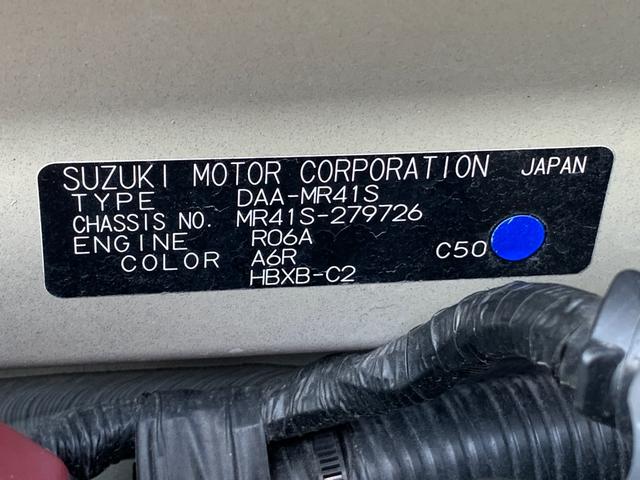 SUZUKI MOTOR CORPORATION JAPAN
TYPE DAA-MR41S
CHASSIS NO. MR41S-279726
ENGINE R06A
COLOR A6R C50
HBXB-C2